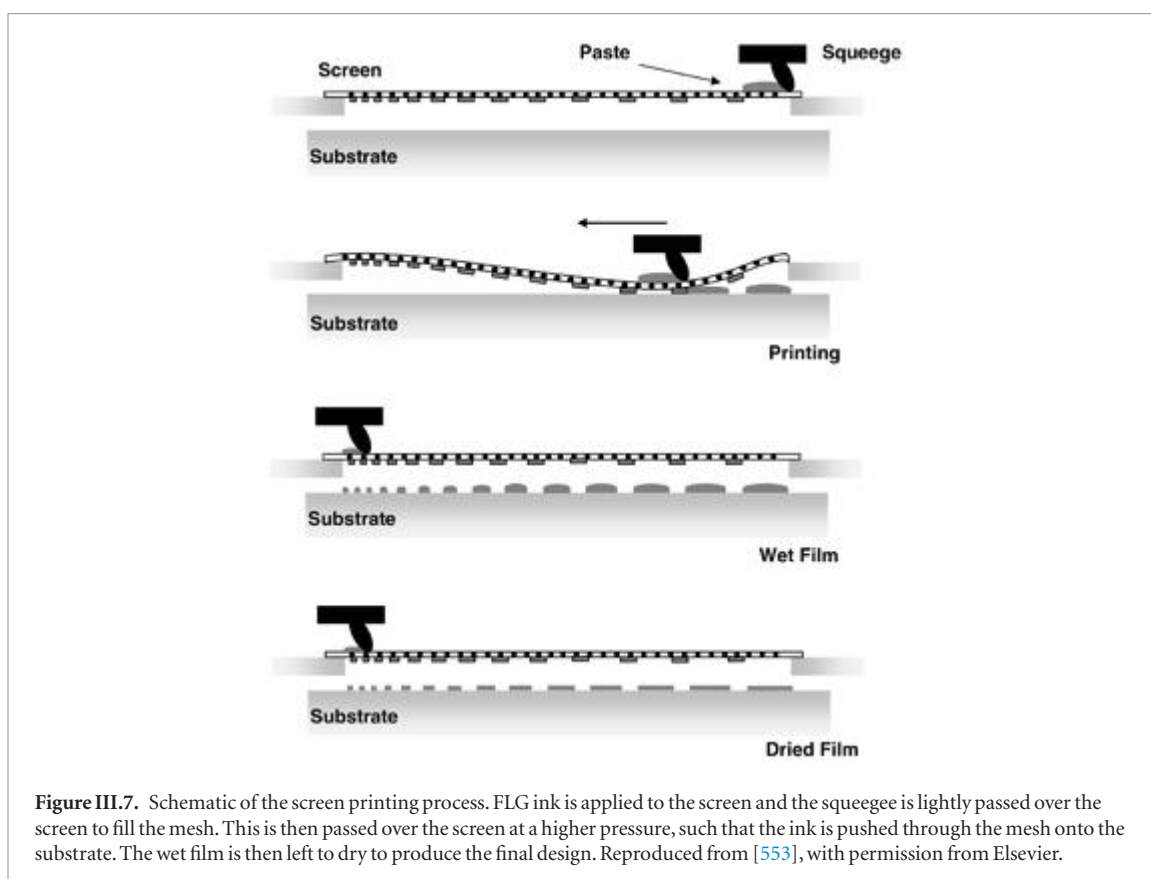 Paste
Squeege
Screen
Substrate
Substrate
Printing
Substrate
Wet Film
Substrate
Dried Film
Figure III.7. Schematic of the screen printing process. FLG ink is applied to the screen and the squeegee is lightly passed over the
screen to fill the mesh. This is then passed over the screen at a higher pressure, such that the ink is pushed through the mesh onto the
substrate. The wet film is then left to dry to produce the final design. Reproduced from [553], with permission from Elsevier.